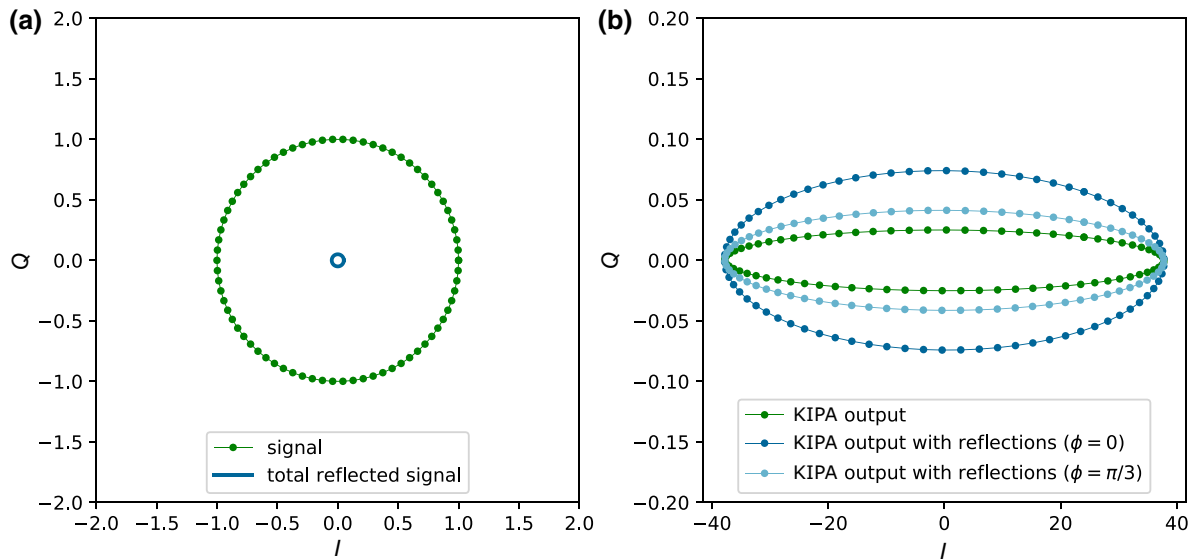 (a)
2.0
1.5
1.0
0.5
0.0
−0.5
−1.0
−1.5
−2.0
Q
−2.0 −1.5 −1.0 −0.5 0.0 0.5 1.0 1.5 2.0
I
signal
total reflected signal
(b)
0.20
0.15
0.10
0.05
0.00
−0.05
−0.10
−0.15
−0.20
Q
−40 −20 0 20 40
I
KIPA output
KIPA output with reflections (ϕ = 0)
KIPA output with reflections (ϕ = π/3)